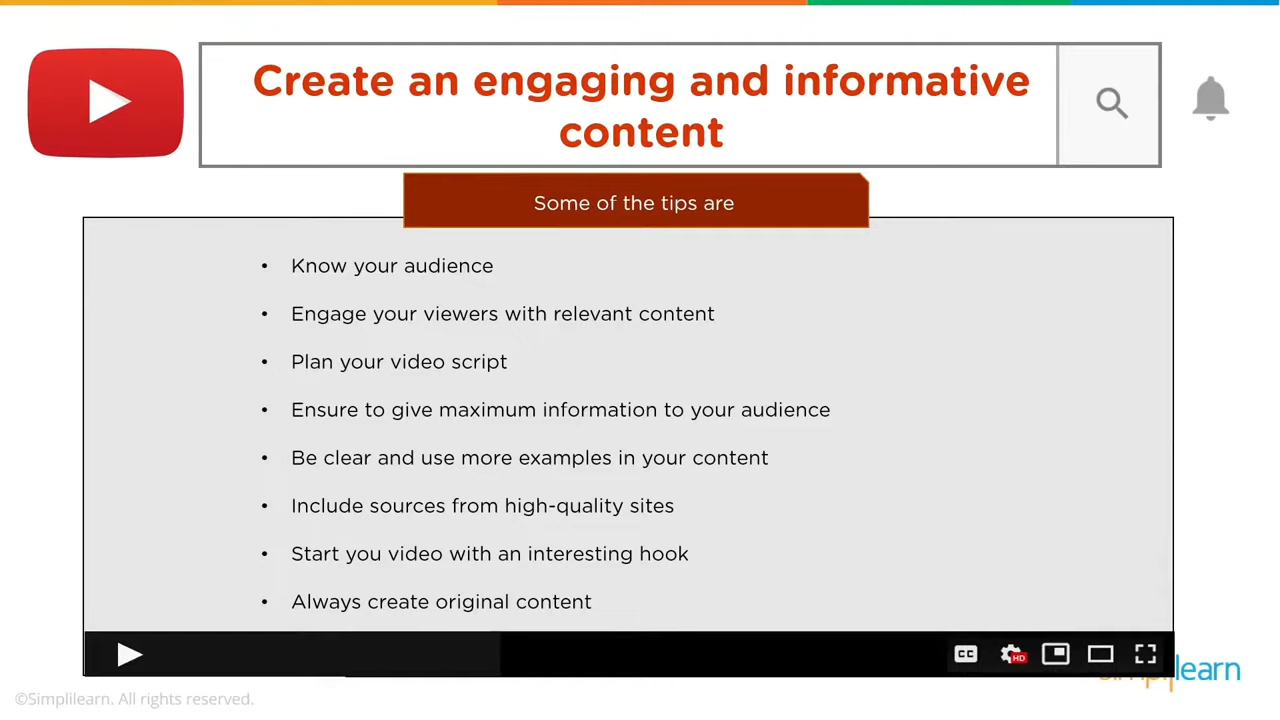 Create an engaging and informative
content
Some of the tips are
• Know your audience
• Engage your viewers with relevant content
• Plan your video script
• Ensure to give maximum information to your audience
• Be clear and use more examples in your content
• Include sources from high-quality sites
• Start you video with an interesting hook
• Always create original content
CC HD
simplilearn
©Simplilearn. All rights reserved.